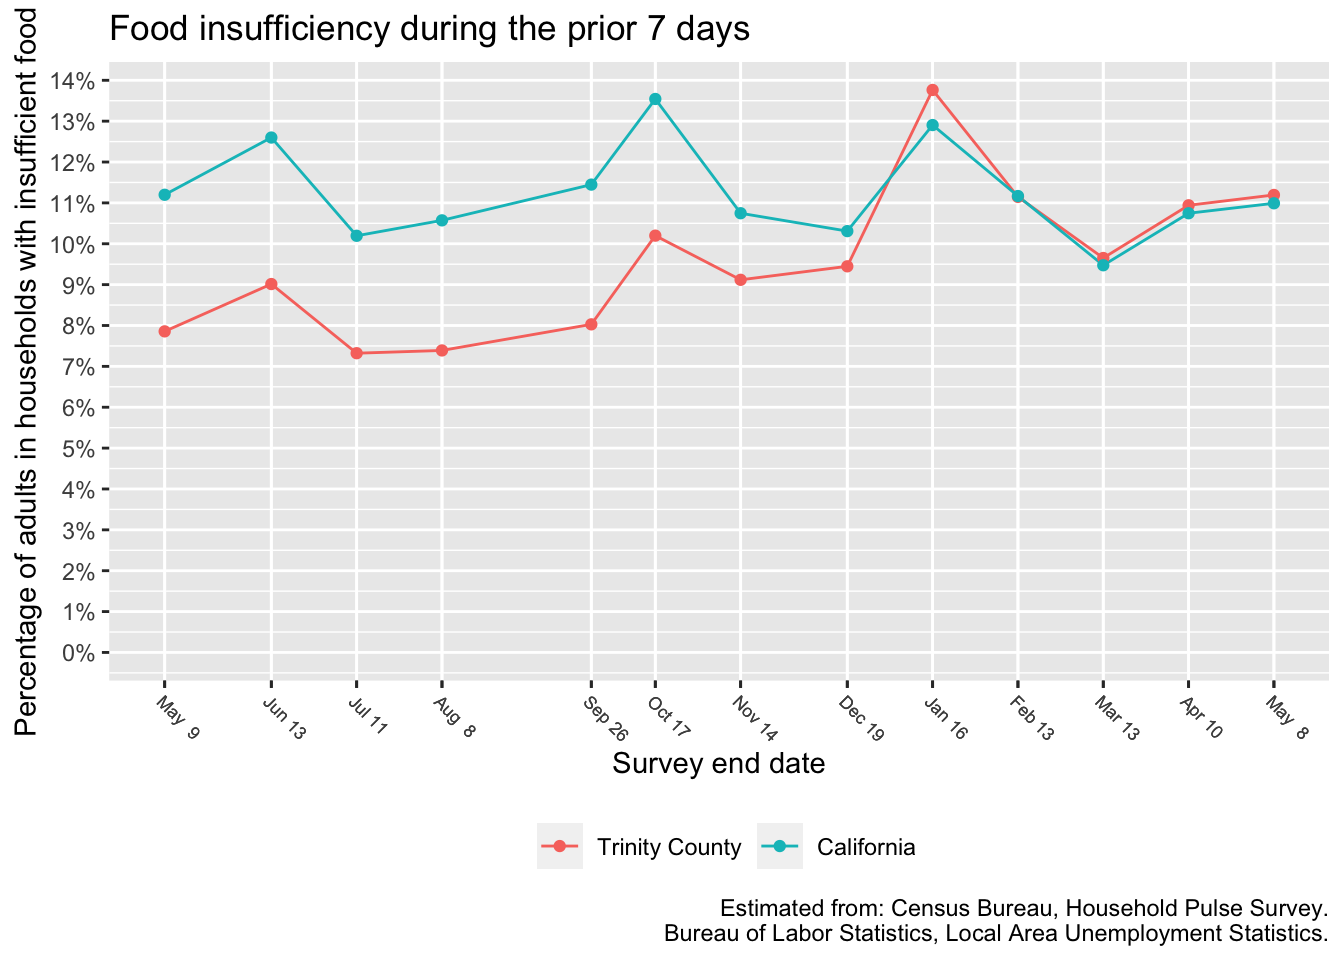 Food insufficiency during the prior 7 days
Percentage of adults in households with insufficient food
14%
13%
12%
11%
10%
9%
8%
7%
6%
5%
4%
3%
2%
1%
0%
May 9
Jun 13
Jul 11
Aug 8
Sep 26
Oct 17
Nov 14
Dec 19
Jan 16
Feb 13
Mar 13
Apr 10
May 8
Survey end date
Trinity County
California
Estimated from: Census Bureau, Household Pulse Survey.
Bureau of Labor Statistics, Local Area Unemployment Statistics.